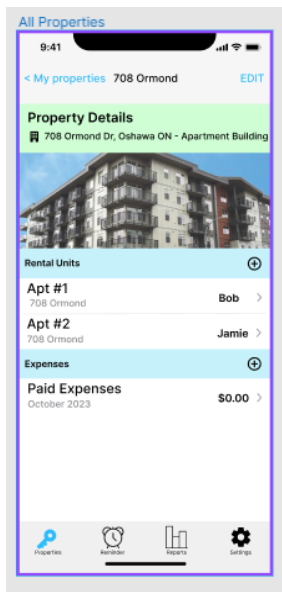 All Properties
9:41
< My properties 708 Ormond EDIT
Property Details
708 Ormond Dr, Oshawa ON - Apartment Building
Rental Units
Apt #1
708 Ormond
Bob >
Apt #2
708 Ormond
Jamie >
Expenses
Paid Expenses
October 2023
$0.00 >
Properties Reminder Reports Settings